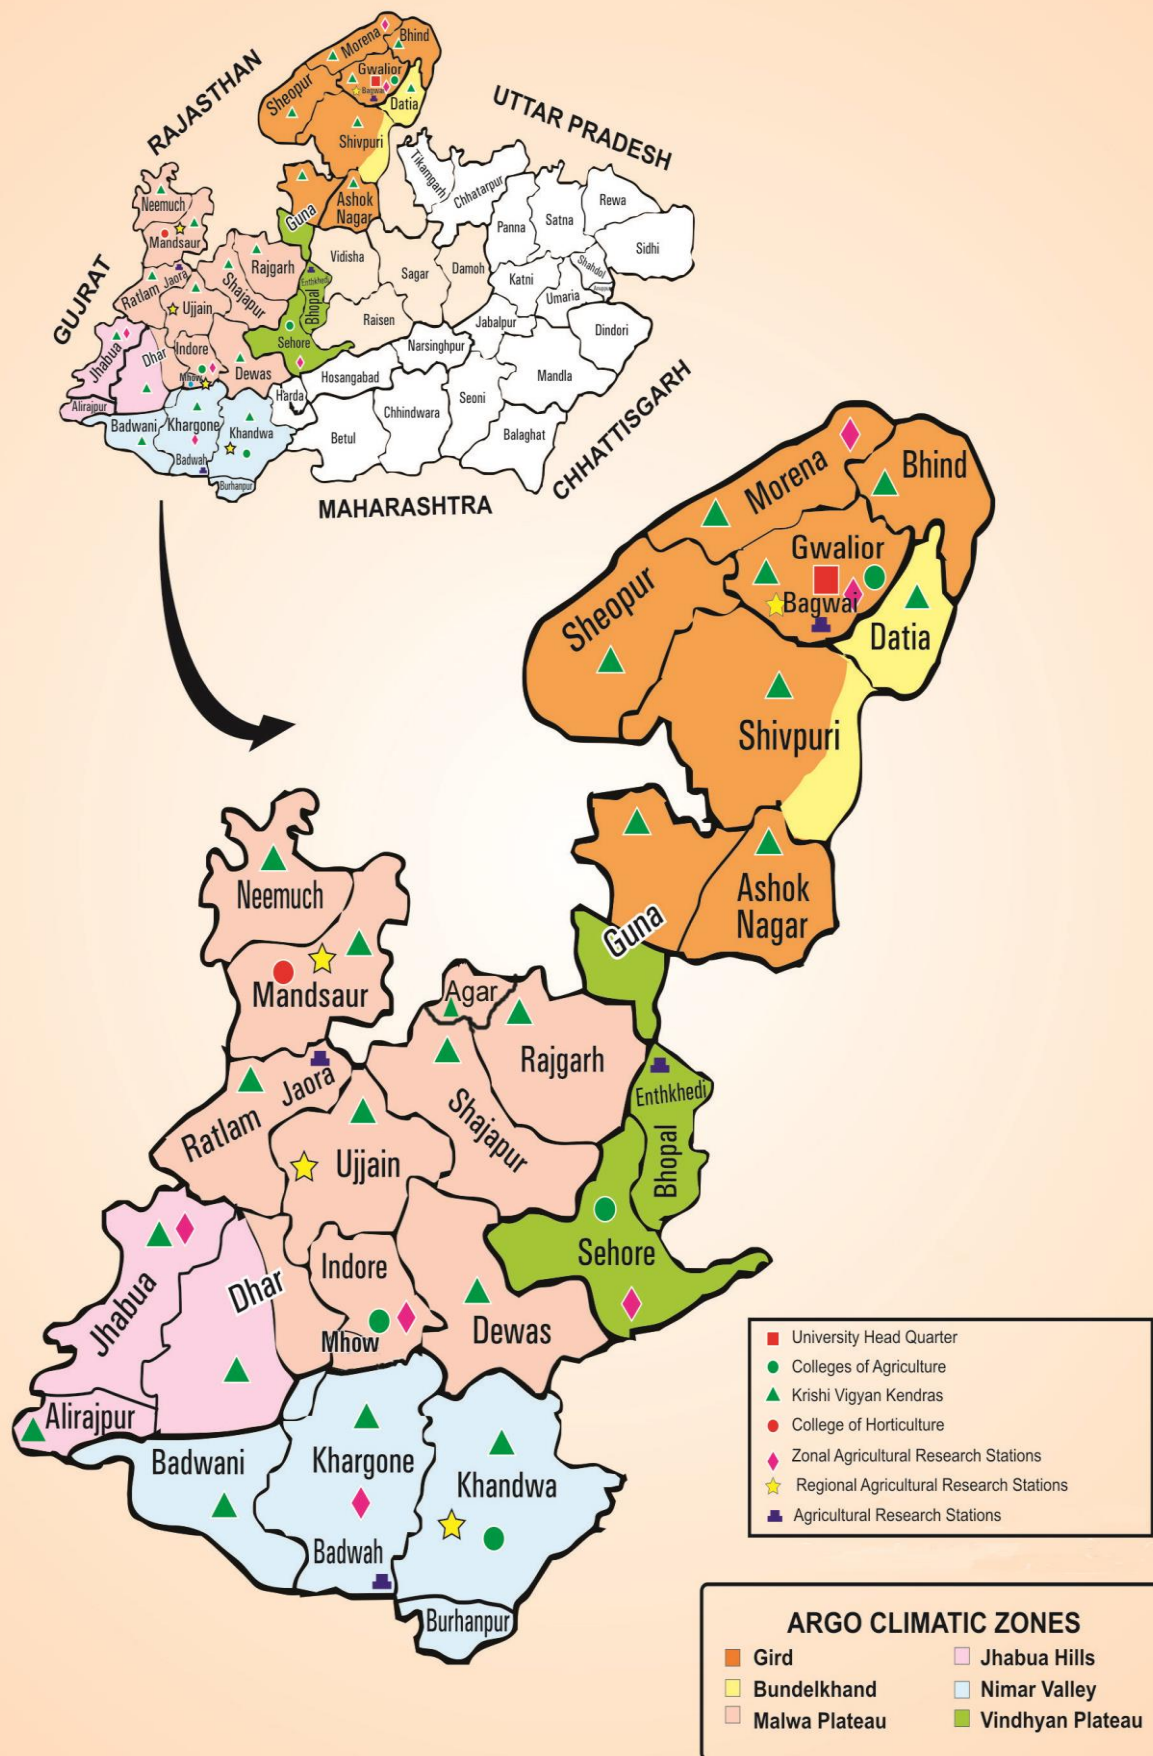 RAJASTHAN
UTTAR PRADESH
GUJRAT
CHHATTISGARH
MAHARASHTRA
Morena
Bhind
Gwalior
Bagwai
Sheopur
Datia
Shivpuri
Guna
Ashok
Nagar
Tikamgarh
Chhatarpur
Panna
Satna
Rewa
Sidhi
Neemuch
Mandsaur
Ratlam
Jaora
Rajgarh
Shajapur
Ujjain
Vidisha
Sagar
Damoh
Katni
Shahdol
Umaria
Enthkhedi
Bhopal
Raisen
Jabalpur
Dindori
Jhabua
Dhar
Indore
Mhow
Dewas
Sehore
Narsinghpur
Mandla
Alirajpur
Harda
Hosangabad
Seoni
Chhindwara
Badwani
Khargone
Khandwa
Betul
Balaghat
Badwah
Burhanpur
Morena
Bhind
Gwalior
Bagwai
Sheopur
Datia
Shivpuri
Ashok
Nagar
Guna
Neemuch
Mandsaur
Agar
Rajgarh
Jaora
Ratlam
Shajapur
Enthkhedi
Bhopal
Ujjain
Sehore
Indore
Dhar
Jhabua
Mhow
Dewas
Alirajpur
Badwani
Khargone
Khandwa
Badwah
Burhanpur
University Head Quarter
Colleges of Agriculture
Krishi Vigyan Kendras
College of Horticulture
Zonal Agricultural Research Stations
Regional Agricultural Research Stations
Agricultural Research Stations
ARGO CLIMATIC ZONES
Gird
Jhabua Hills
Bundelkhand
Nimar Valley
Malwa Plateau
Vindhyan Plateau